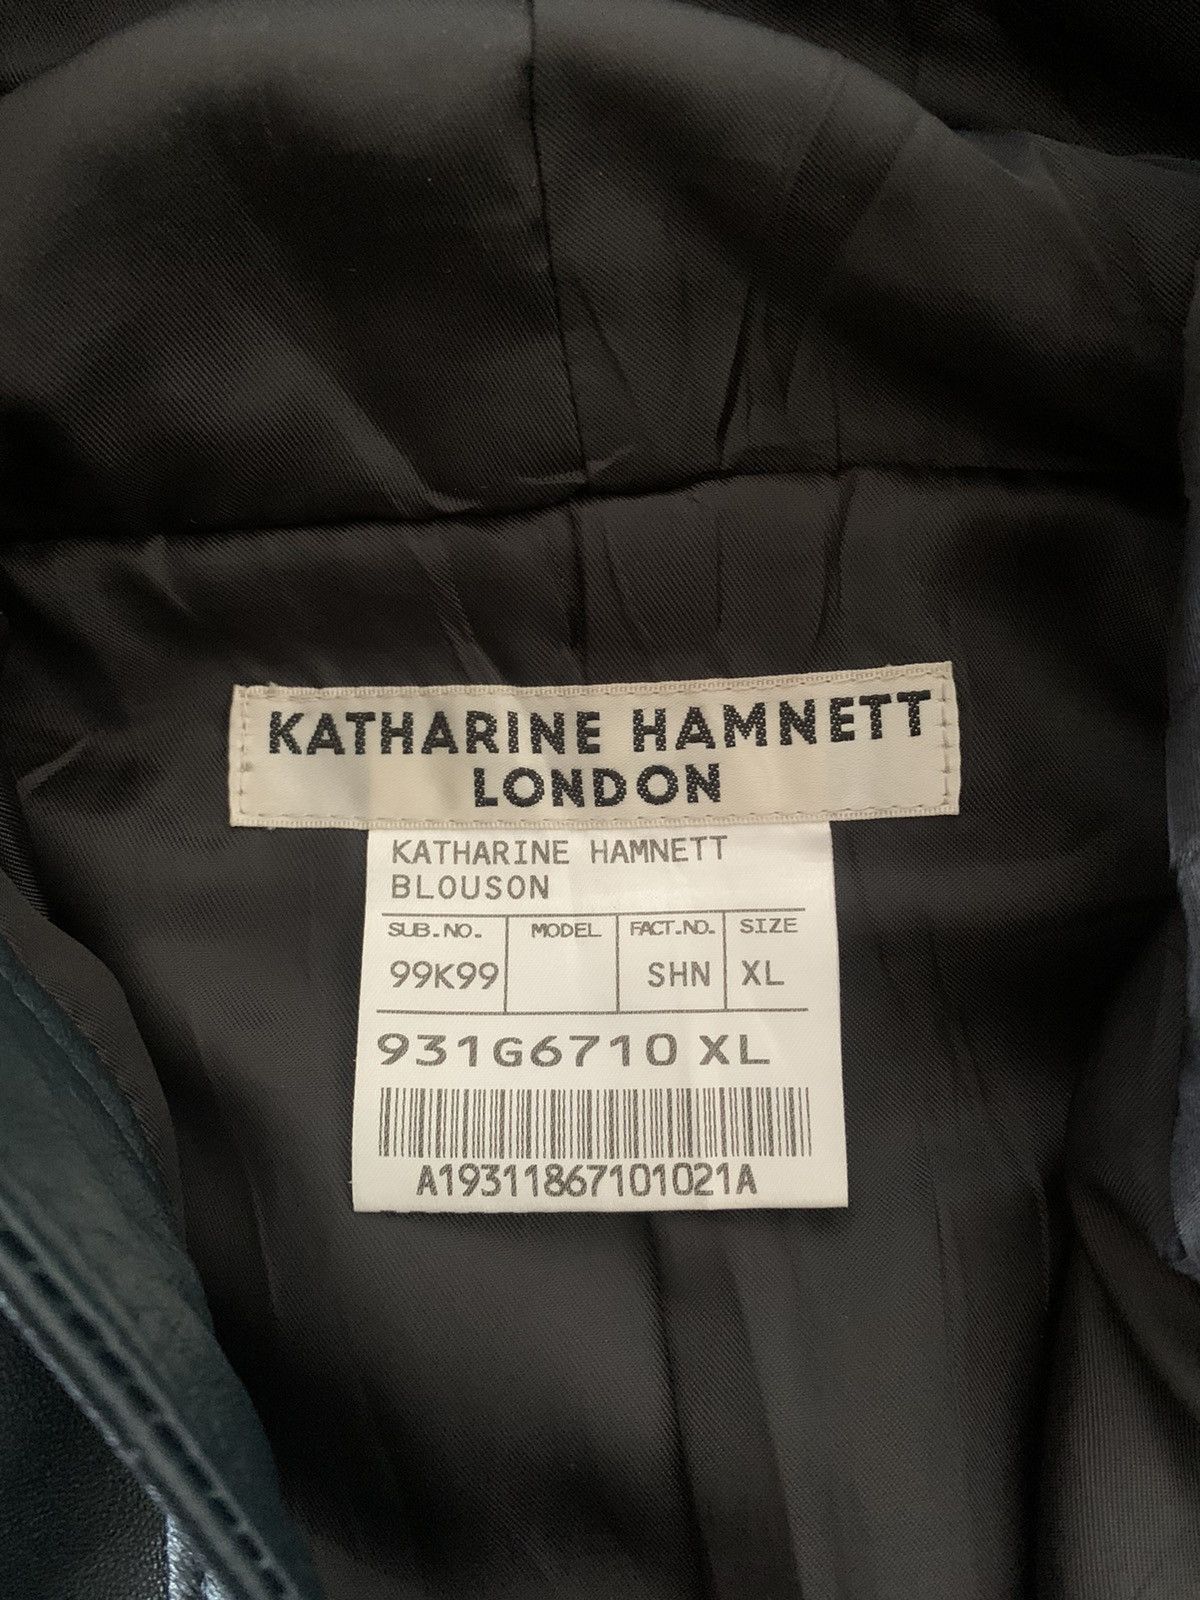 KATHARINE HAMNETT
LONDON
KATHARINE HAMNETT
BLOUSON
SUB.NO. MODEL FACT.NO. SIZE
99K99 SHN XL
931G6710 XL
A19311867101021A